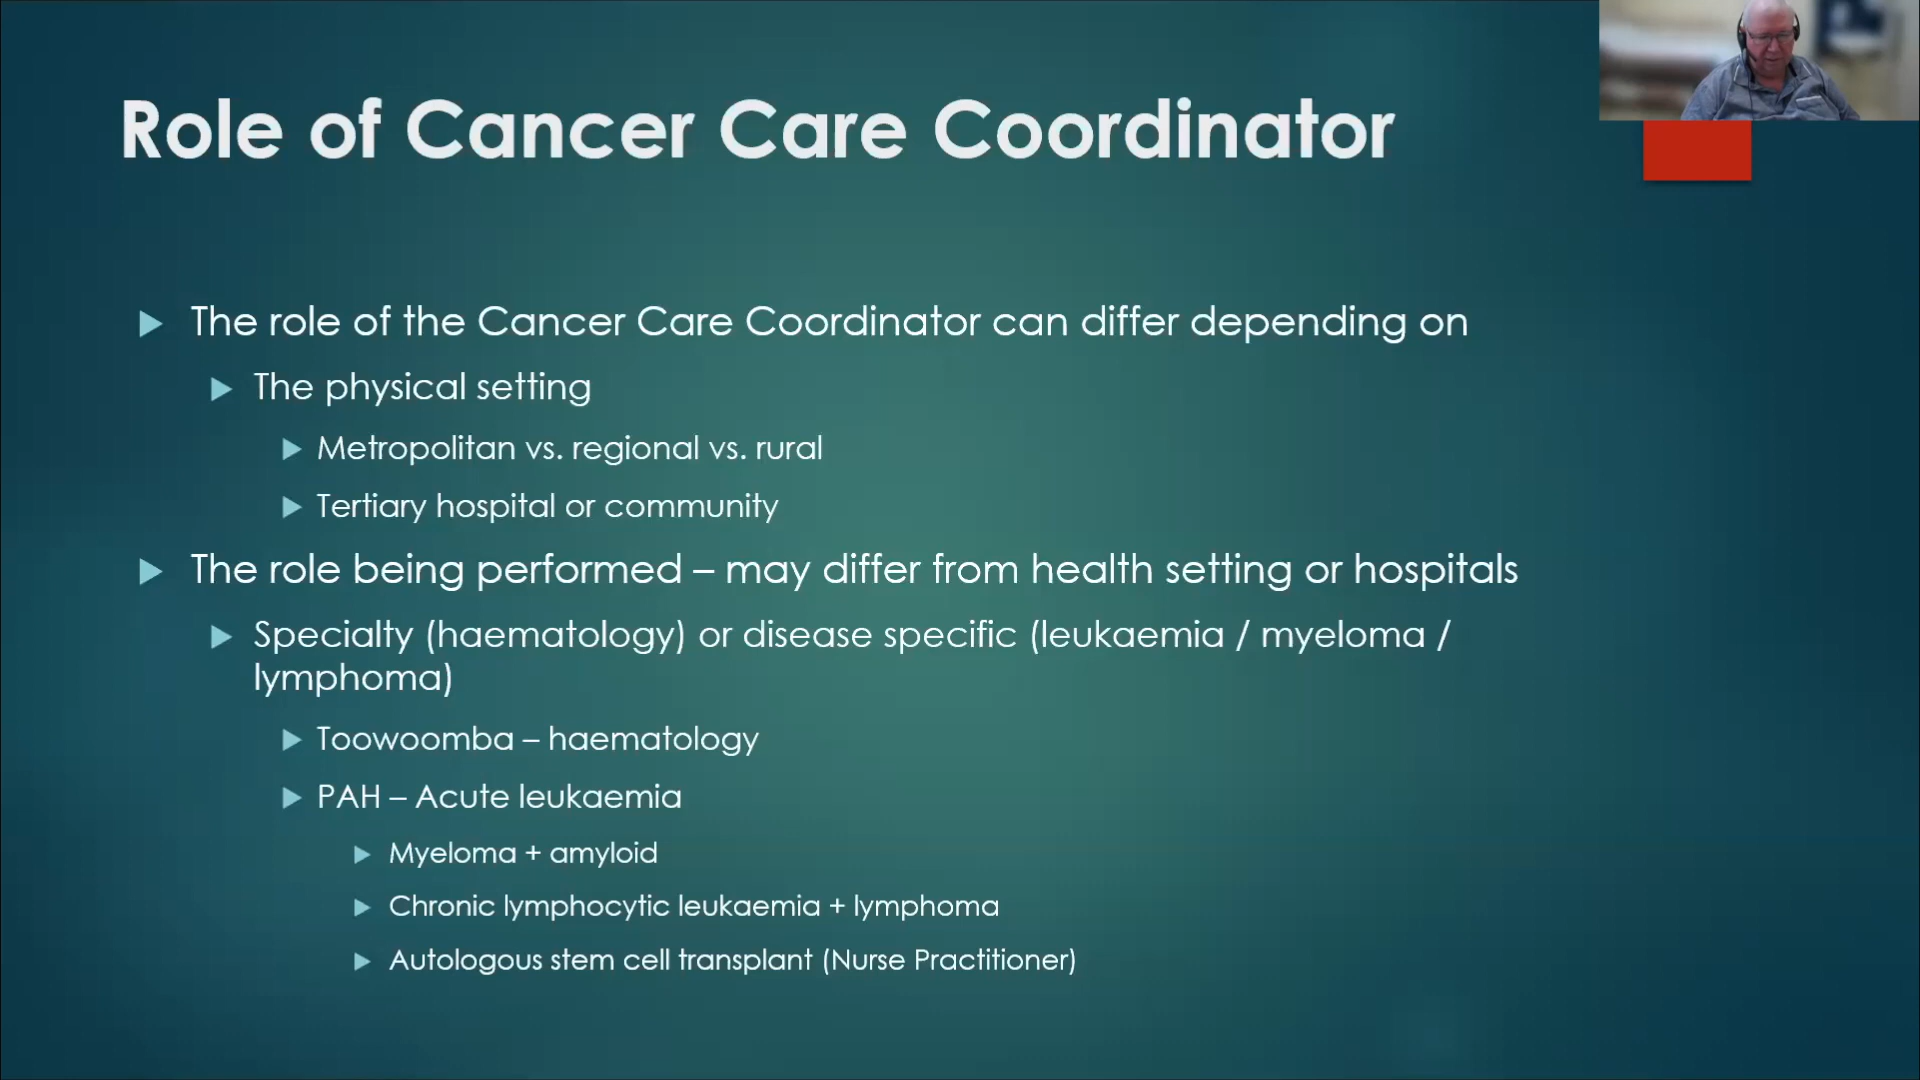 Role of Cancer Care Coordinator
The role of the Cancer Care Coordinator can differ depending on
The physical setting
Metropolitan vs. regional vs. rural
Tertiary hospital or community
The role being performed – may differ from health setting or hospitals
Specialty (haematology) or disease specific (leukaemia / myeloma /
lymphoma)
Toowoomba – haematology
PAH – Acute leukaemia
Myeloma + amyloid
Chronic lymphocytic leukaemia + lymphoma
Autologous stem cell transplant (Nurse Practitioner)